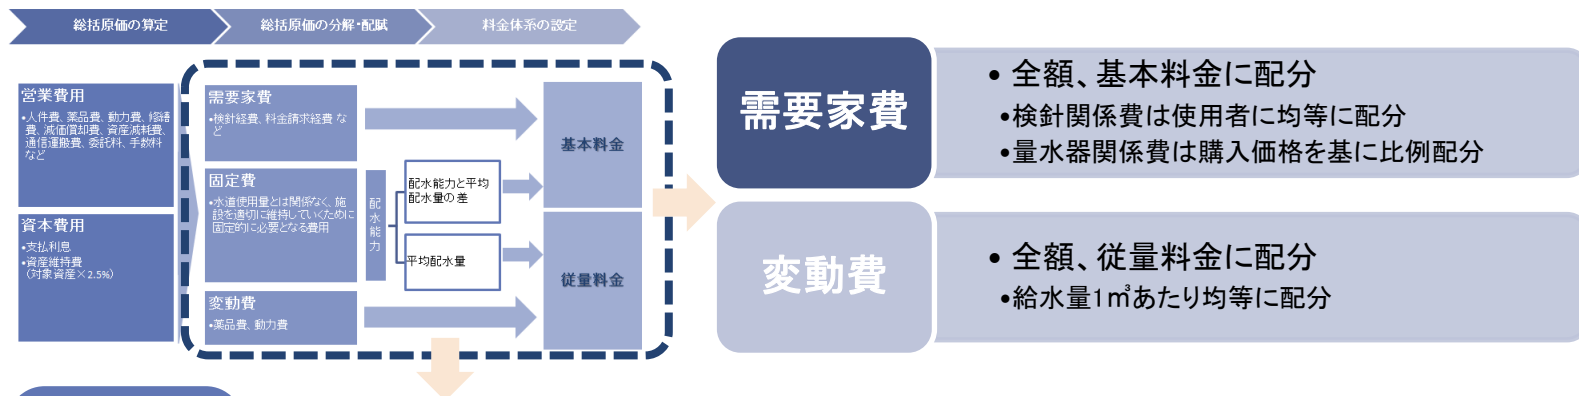 総括原価の算定
総括原価の分解・配賦
料金体系の設定
営業費用
•人件費、薬品費、動力費、修繕
費、減価償却費、資産減耗費、
通信運搬費、委託料、手数料
など
資本費用
•支払利息
•資産維持費
(対象資産×2.5%)
需要家費
•検針経費、料金請求経費 な
ど
固定費
•水道使用量とは関係なく、施
設を適切に維持していくために
固定的に必要となる費用
変動費
•薬品費、動力費
配水能力
配水能力と平均
配水量の差
平均配水量
基本料金
従量料金
需要家費
• 全額、基本料金に配分
•検針関係費は使用者に均等に配分
•量水器関係費は購入価格を基に比例配分
変動費
• 全額、従量料金に配分
•給水量1㎥あたり均等に配分